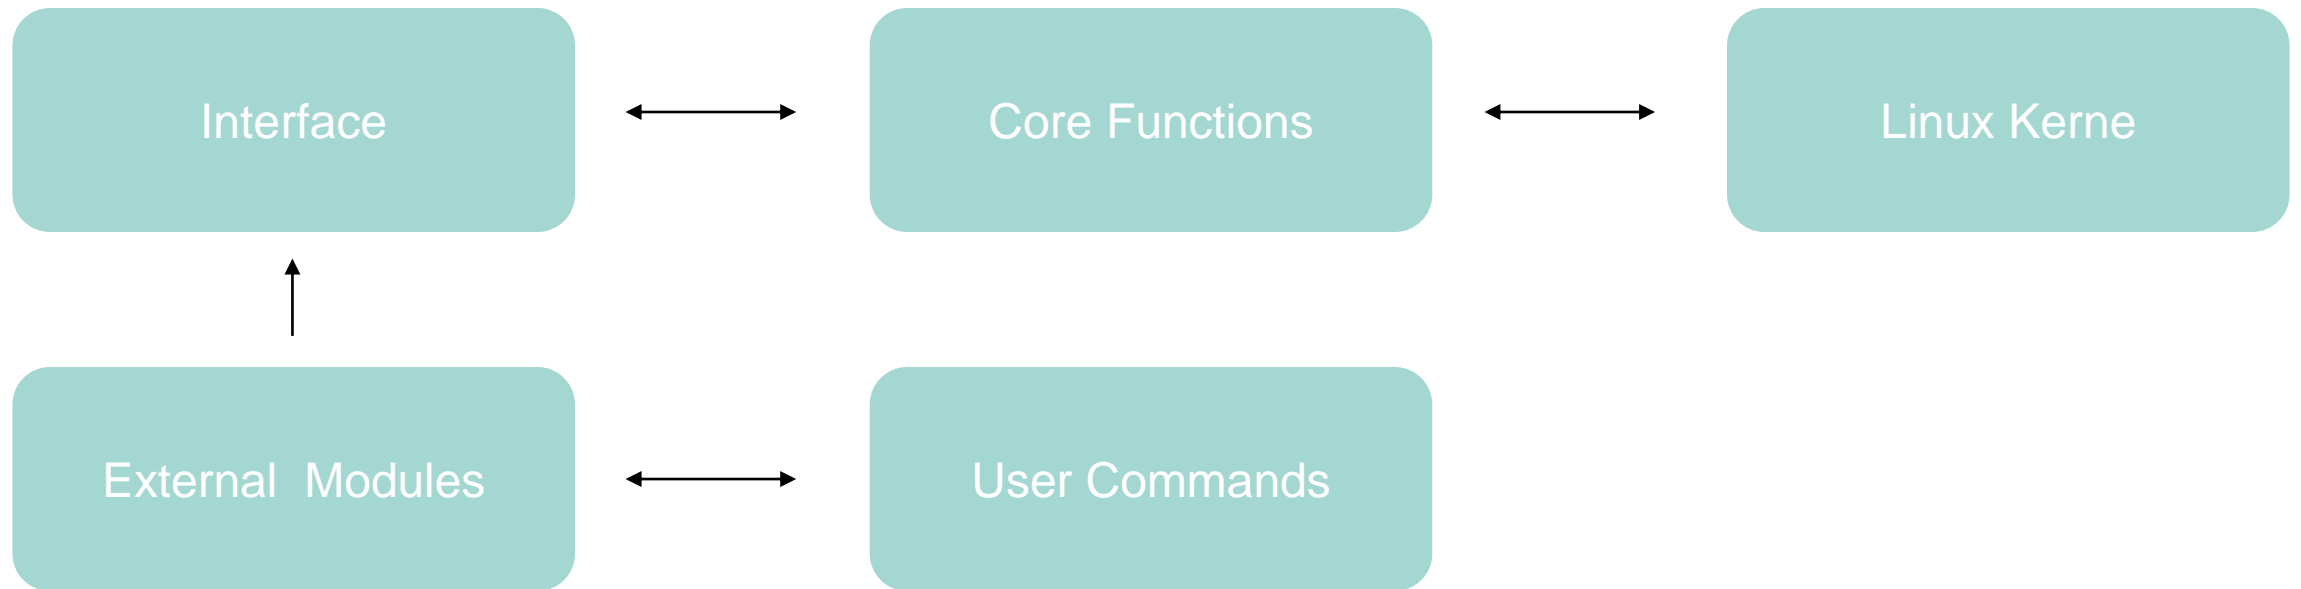 Interface
Core Functions
Linux Kerne
External  Modules
User Commands